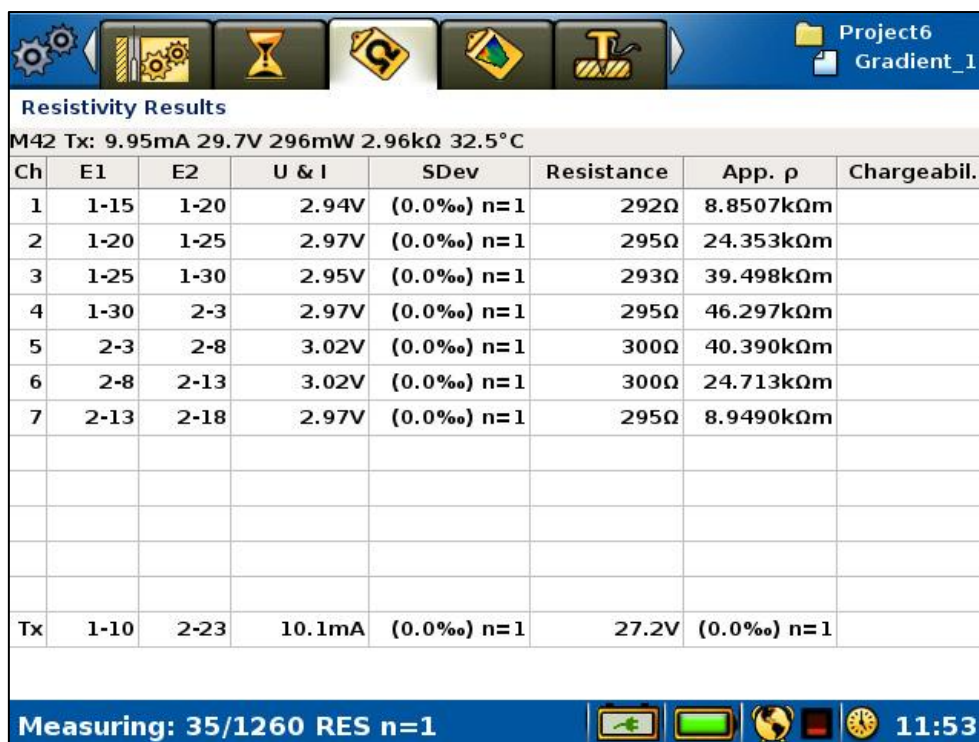 Project6
Gradient_1
Resistivity Results
M42 Tx: 9.95mA 29.7V 296mW 2.96kΩ 32.5°C
Ch E1 E2 U & I SDev Resistance App. ρ Chargeabil.
1 1-15 1-20 2.94V (0.0‰) n=1 292Ω 8.8507kΩm
2 1-20 1-25 2.97V (0.0‰) n=1 295Ω 24.353kΩm
3 1-25 1-30 2.95V (0.0‰) n=1 293Ω 39.498kΩm
4 1-30 2-3 2.97V (0.0‰) n=1 295Ω 46.297kΩm
5 2-3 2-8 3.02V (0.0‰) n=1 300Ω 40.390kΩm
6 2-8 2-13 3.02V (0.0‰) n=1 300Ω 24.713kΩm
7 2-13 2-18 2.97V (0.0‰) n=1 295Ω 8.9490kΩm
Tx 1-10 2-23 10.1mA (0.0‰) n=1 27.2V (0.0‰) n=1
Measuring: 35/1260 RES n=1 11:53